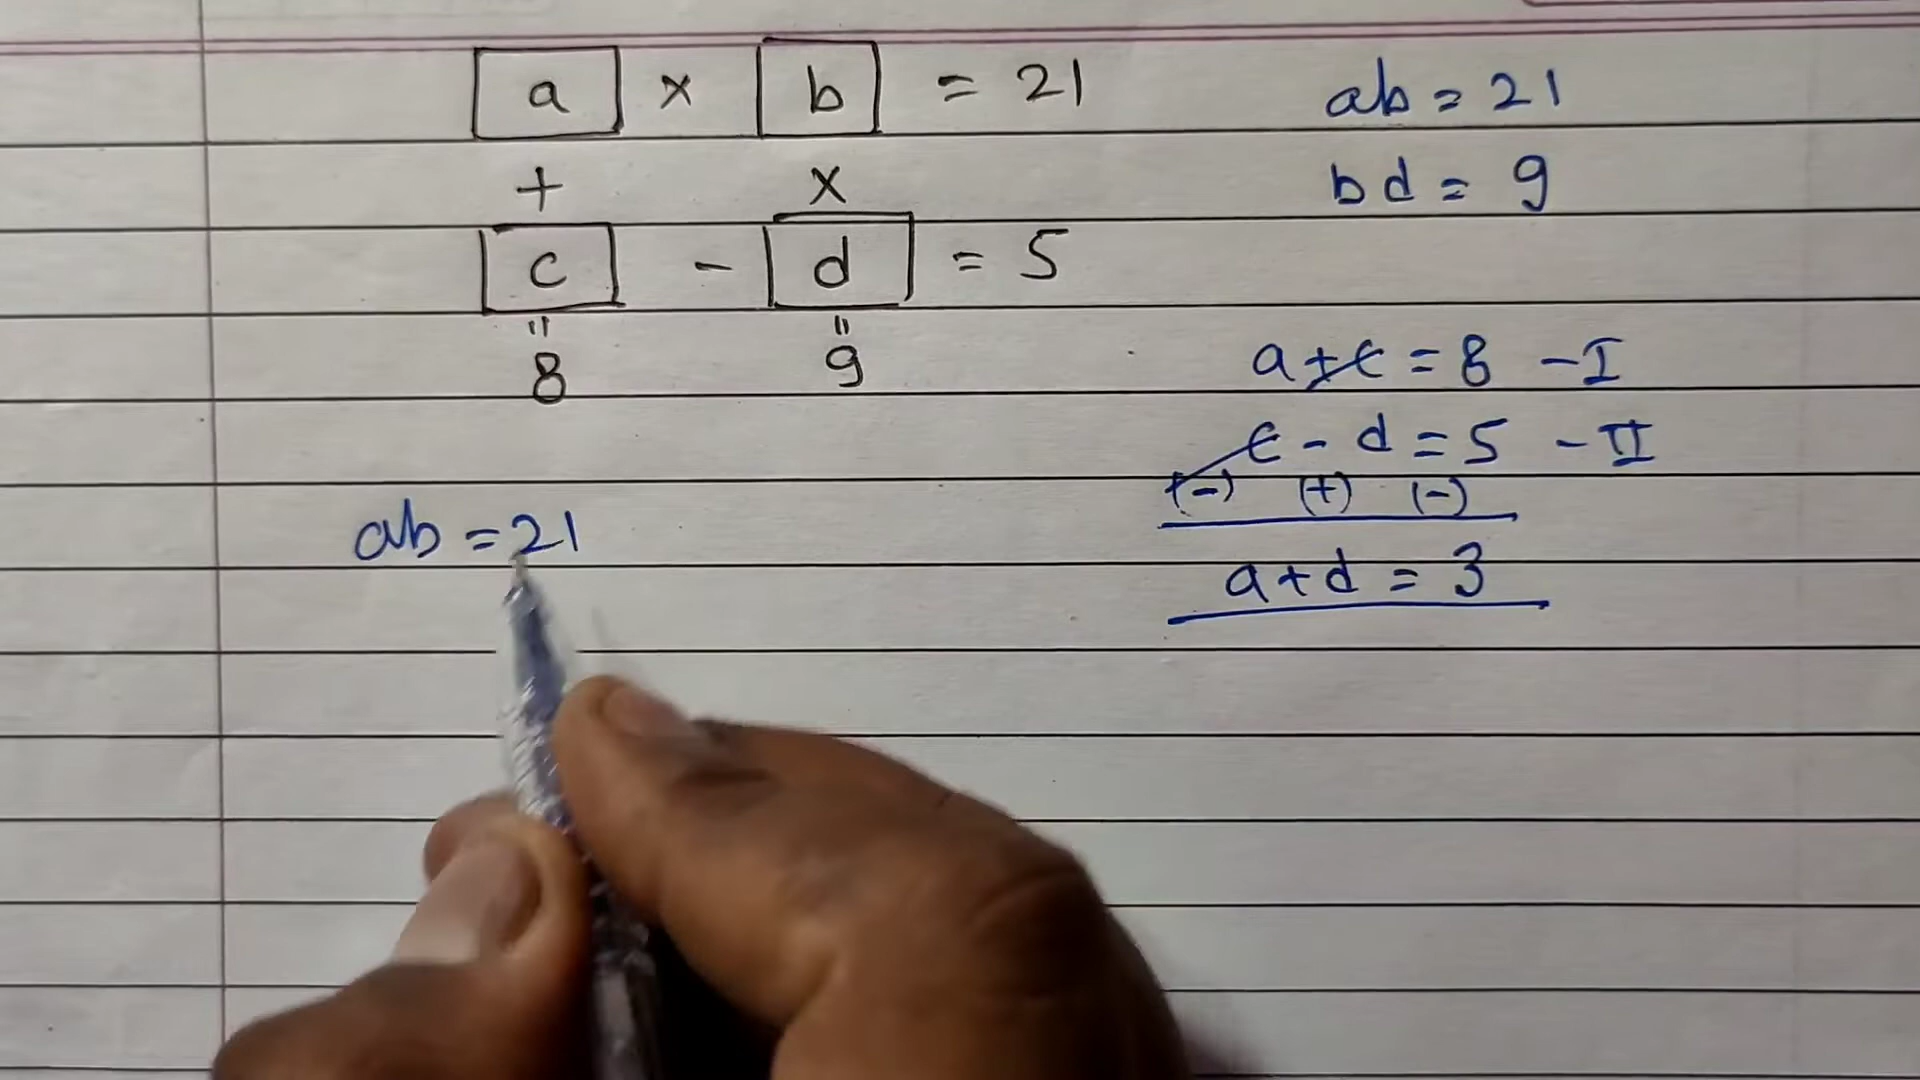 a × b = 21
+ ×
c - d = 5
" "
8 9
ab = 21
bd = 9
a + c = 8 - I
c - d = 5 - II
(-) (+) (-)
a + d = 3
ab = 21